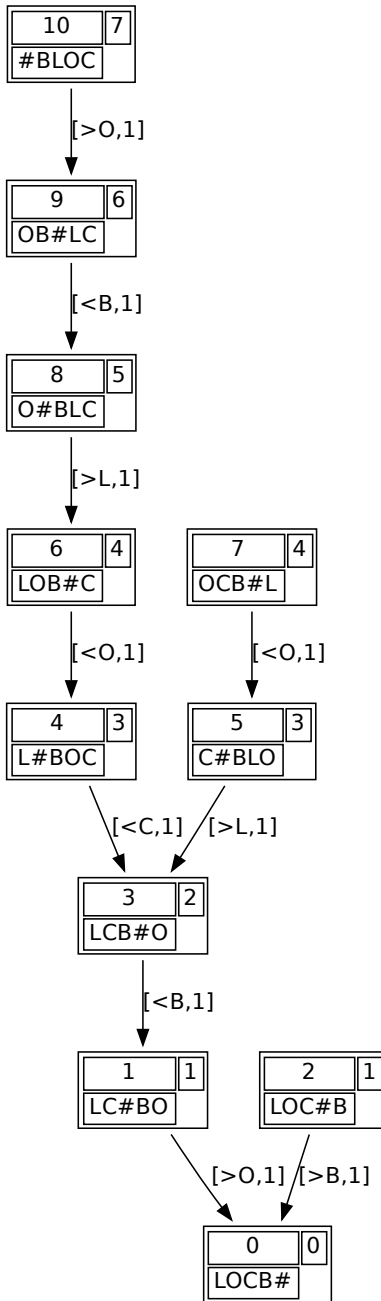 10 7
#BLOC
[>O,1]
9 6
OB#LC
[<B,1]
8 5
O#BLC
[>L,1]
6 4
LOB#C
7 4
OCB#L
[<O,1]
[<O,1]
4 3
L#BOC
5 3
C#BLO
[<C,1]
[>L,1]
3 2
LCB#O
[<B,1]
1 1
LC#BO
2 1
LOC#B
[>O,1]
[>B,1]
0 0
LOCB#